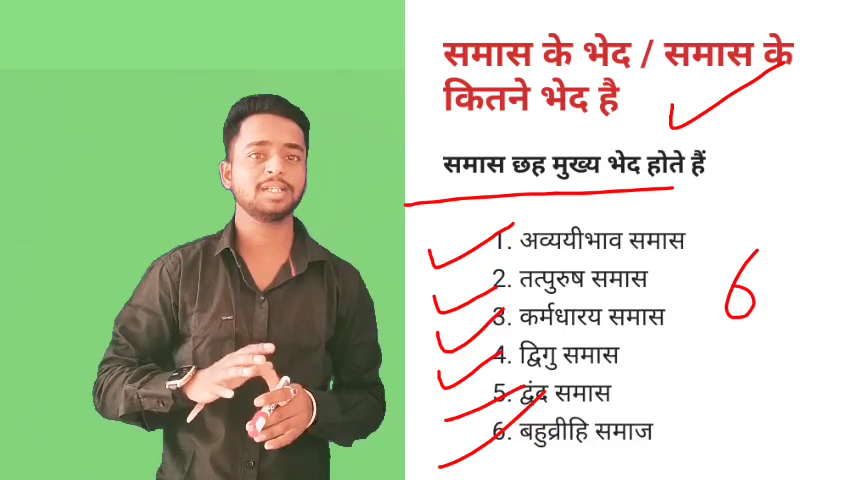 समास के भेद / समास के
कितने भेद है
समास छह मुख्य भेद होते हैं
1. अव्ययीभाव समास
2. तत्पुरुष समास
3. कर्मधारय समास
4. द्विगु समास
5. द्वंद समास
6. बहुव्रीहि समाज
6